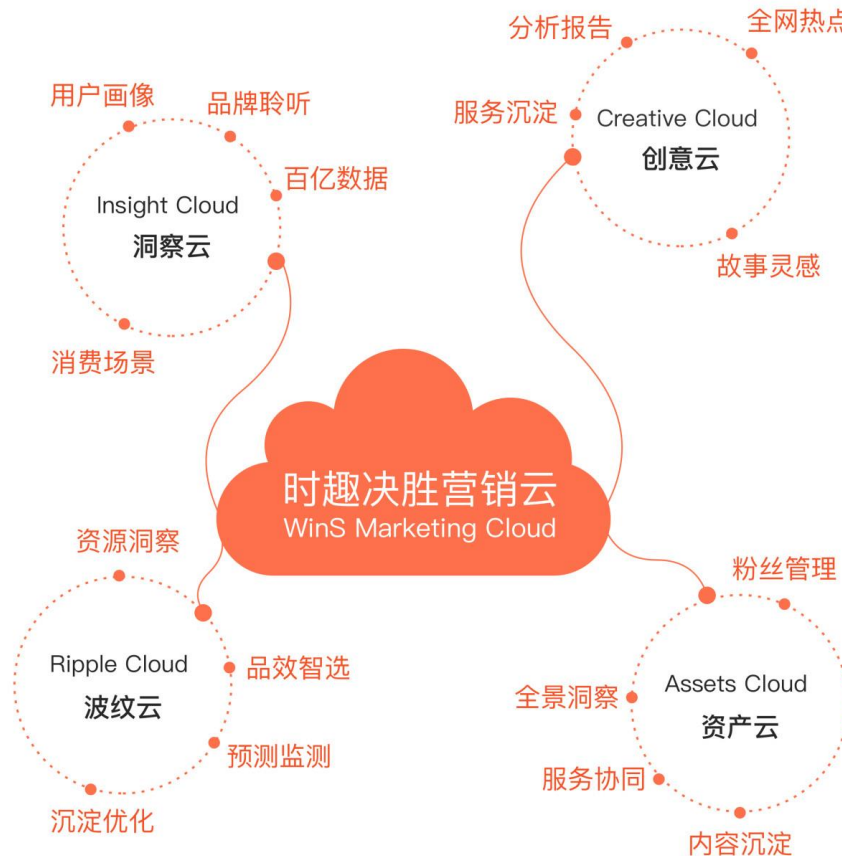 分析报告
全网热点
用户画像
品牌聆听
服务沉淀
Creative Cloud
创意云
百亿数据
Insight Cloud
洞察云
故事灵感
消费场景
时趣决胜营销云
WinS Marketing Cloud
资源洞察
粉丝管理
Ripple Cloud
波纹云
品效智选
Assets Cloud
资产云
全景洞察
预测监测
服务协同
沉淀优化
内容沉淀